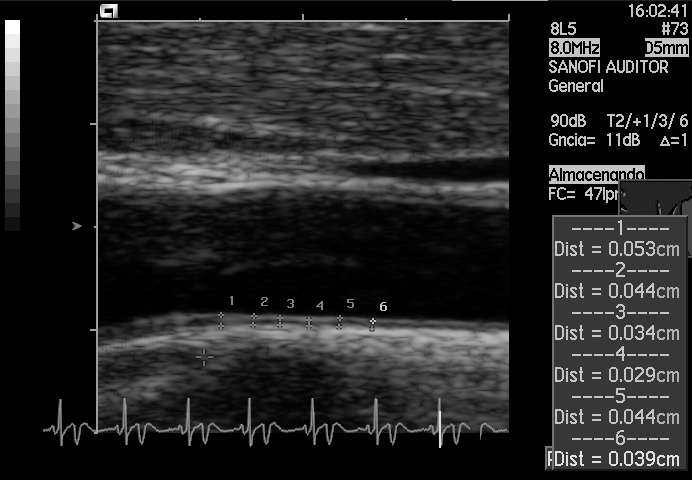 16:02:41
8L5 #73
8.0MHz D5mm
SANOFI AUDITOR
General
90dB T2/+1/3/ 6
Gncia= 11dB Δ=1
Almacenando
FC= 47lpm
----1----
Dist = 0.053cm
----2----
Dist = 0.044cm
----3----
Dist = 0.034cm
----4----
Dist = 0.029cm
----5----
Dist = 0.044cm
----6----
Dist = 0.039cm
1 2 3 4 5 6